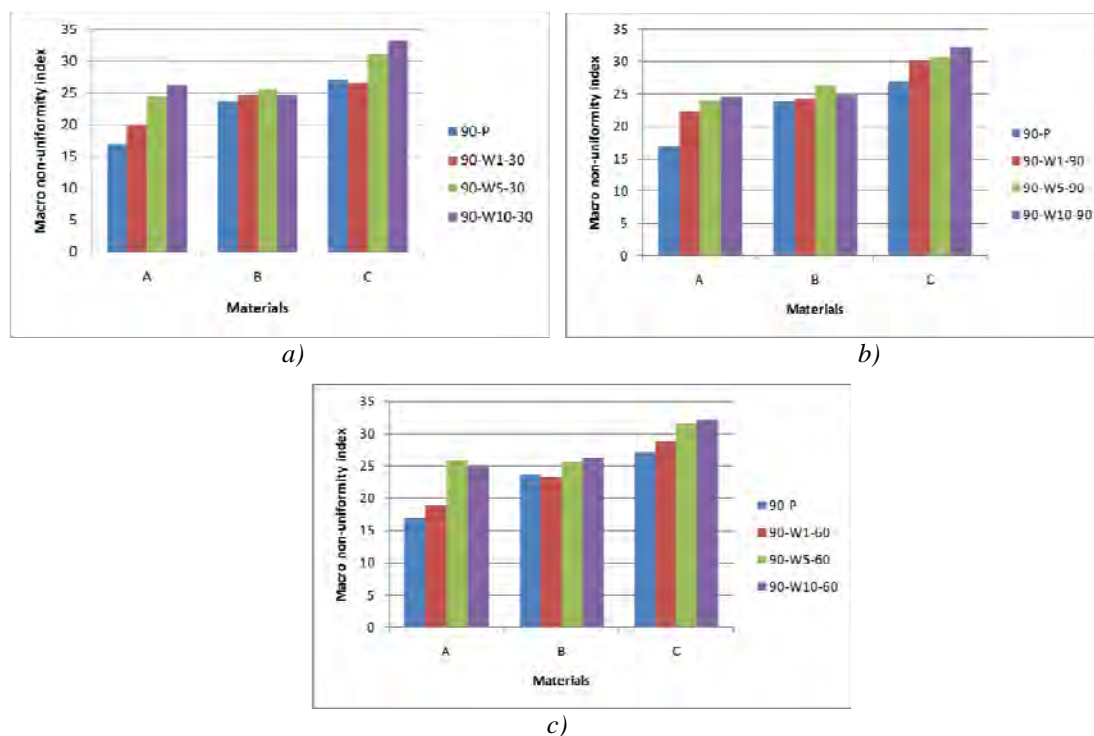 35
30
25
20
15
10
5
0
Macro non-uniformity index
A B C
Materials
90-P
90-W1-30
90-W5-30
90-W10-30
a)
35
30
25
20
15
10
5
0
Macro non-uniformity index
A B C
Materials
90-P
90-W1-90
90-W5-90
90-W10-90
b)
35
30
25
20
15
10
5
0
Macro non-uniformity index
A B C
Materials
90-P
90-W1-60
90-W5-60
90-W10-60
c)